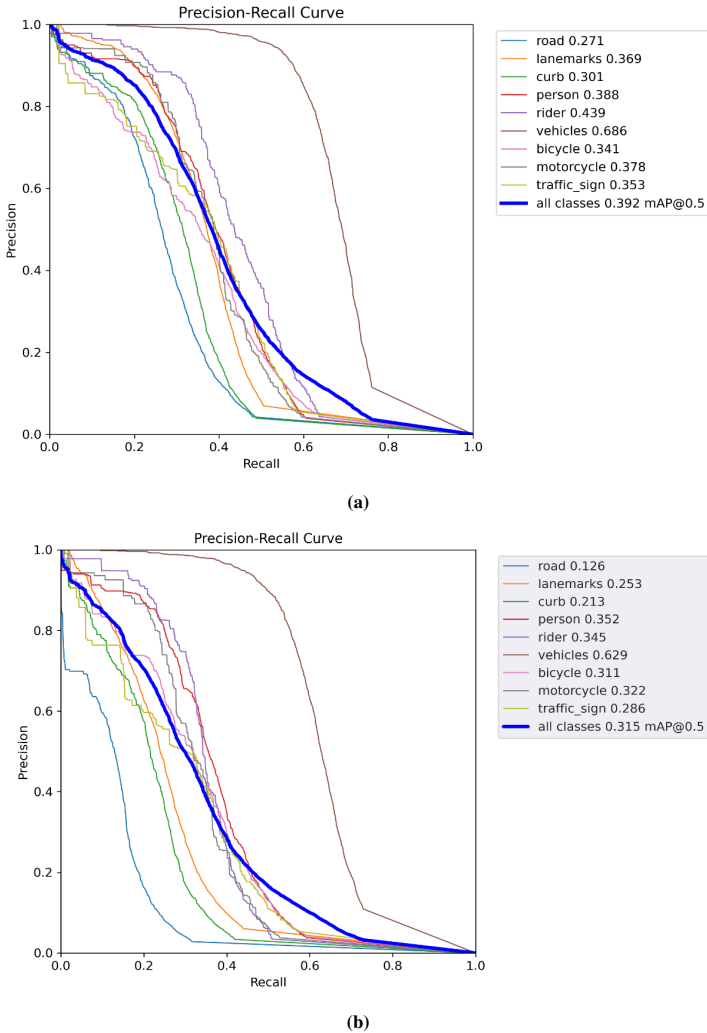 Precision-Recall Curve
1.0
0.8
0.6
0.4
0.2
0.0
Precision
0.0 0.2 0.4 0.6 0.8 1.0
Recall
road 0.271
lanemarks 0.369
curb 0.301
person 0.388
rider 0.439
vehicles 0.686
bicycle 0.341
motorcycle 0.378
traffic_sign 0.353
all classes 0.392 mAP@0.5
(a)
Precision-Recall Curve
1.0
0.8
0.6
0.4
0.2
0.0
Precision
0.0 0.2 0.4 0.6 0.8 1.0
Recall
road 0.126
lanemarks 0.253
curb 0.213
person 0.352
rider 0.345
vehicles 0.629
bicycle 0.311
motorcycle 0.322
traffic_sign 0.286
all classes 0.315 mAP@0.5
(b)